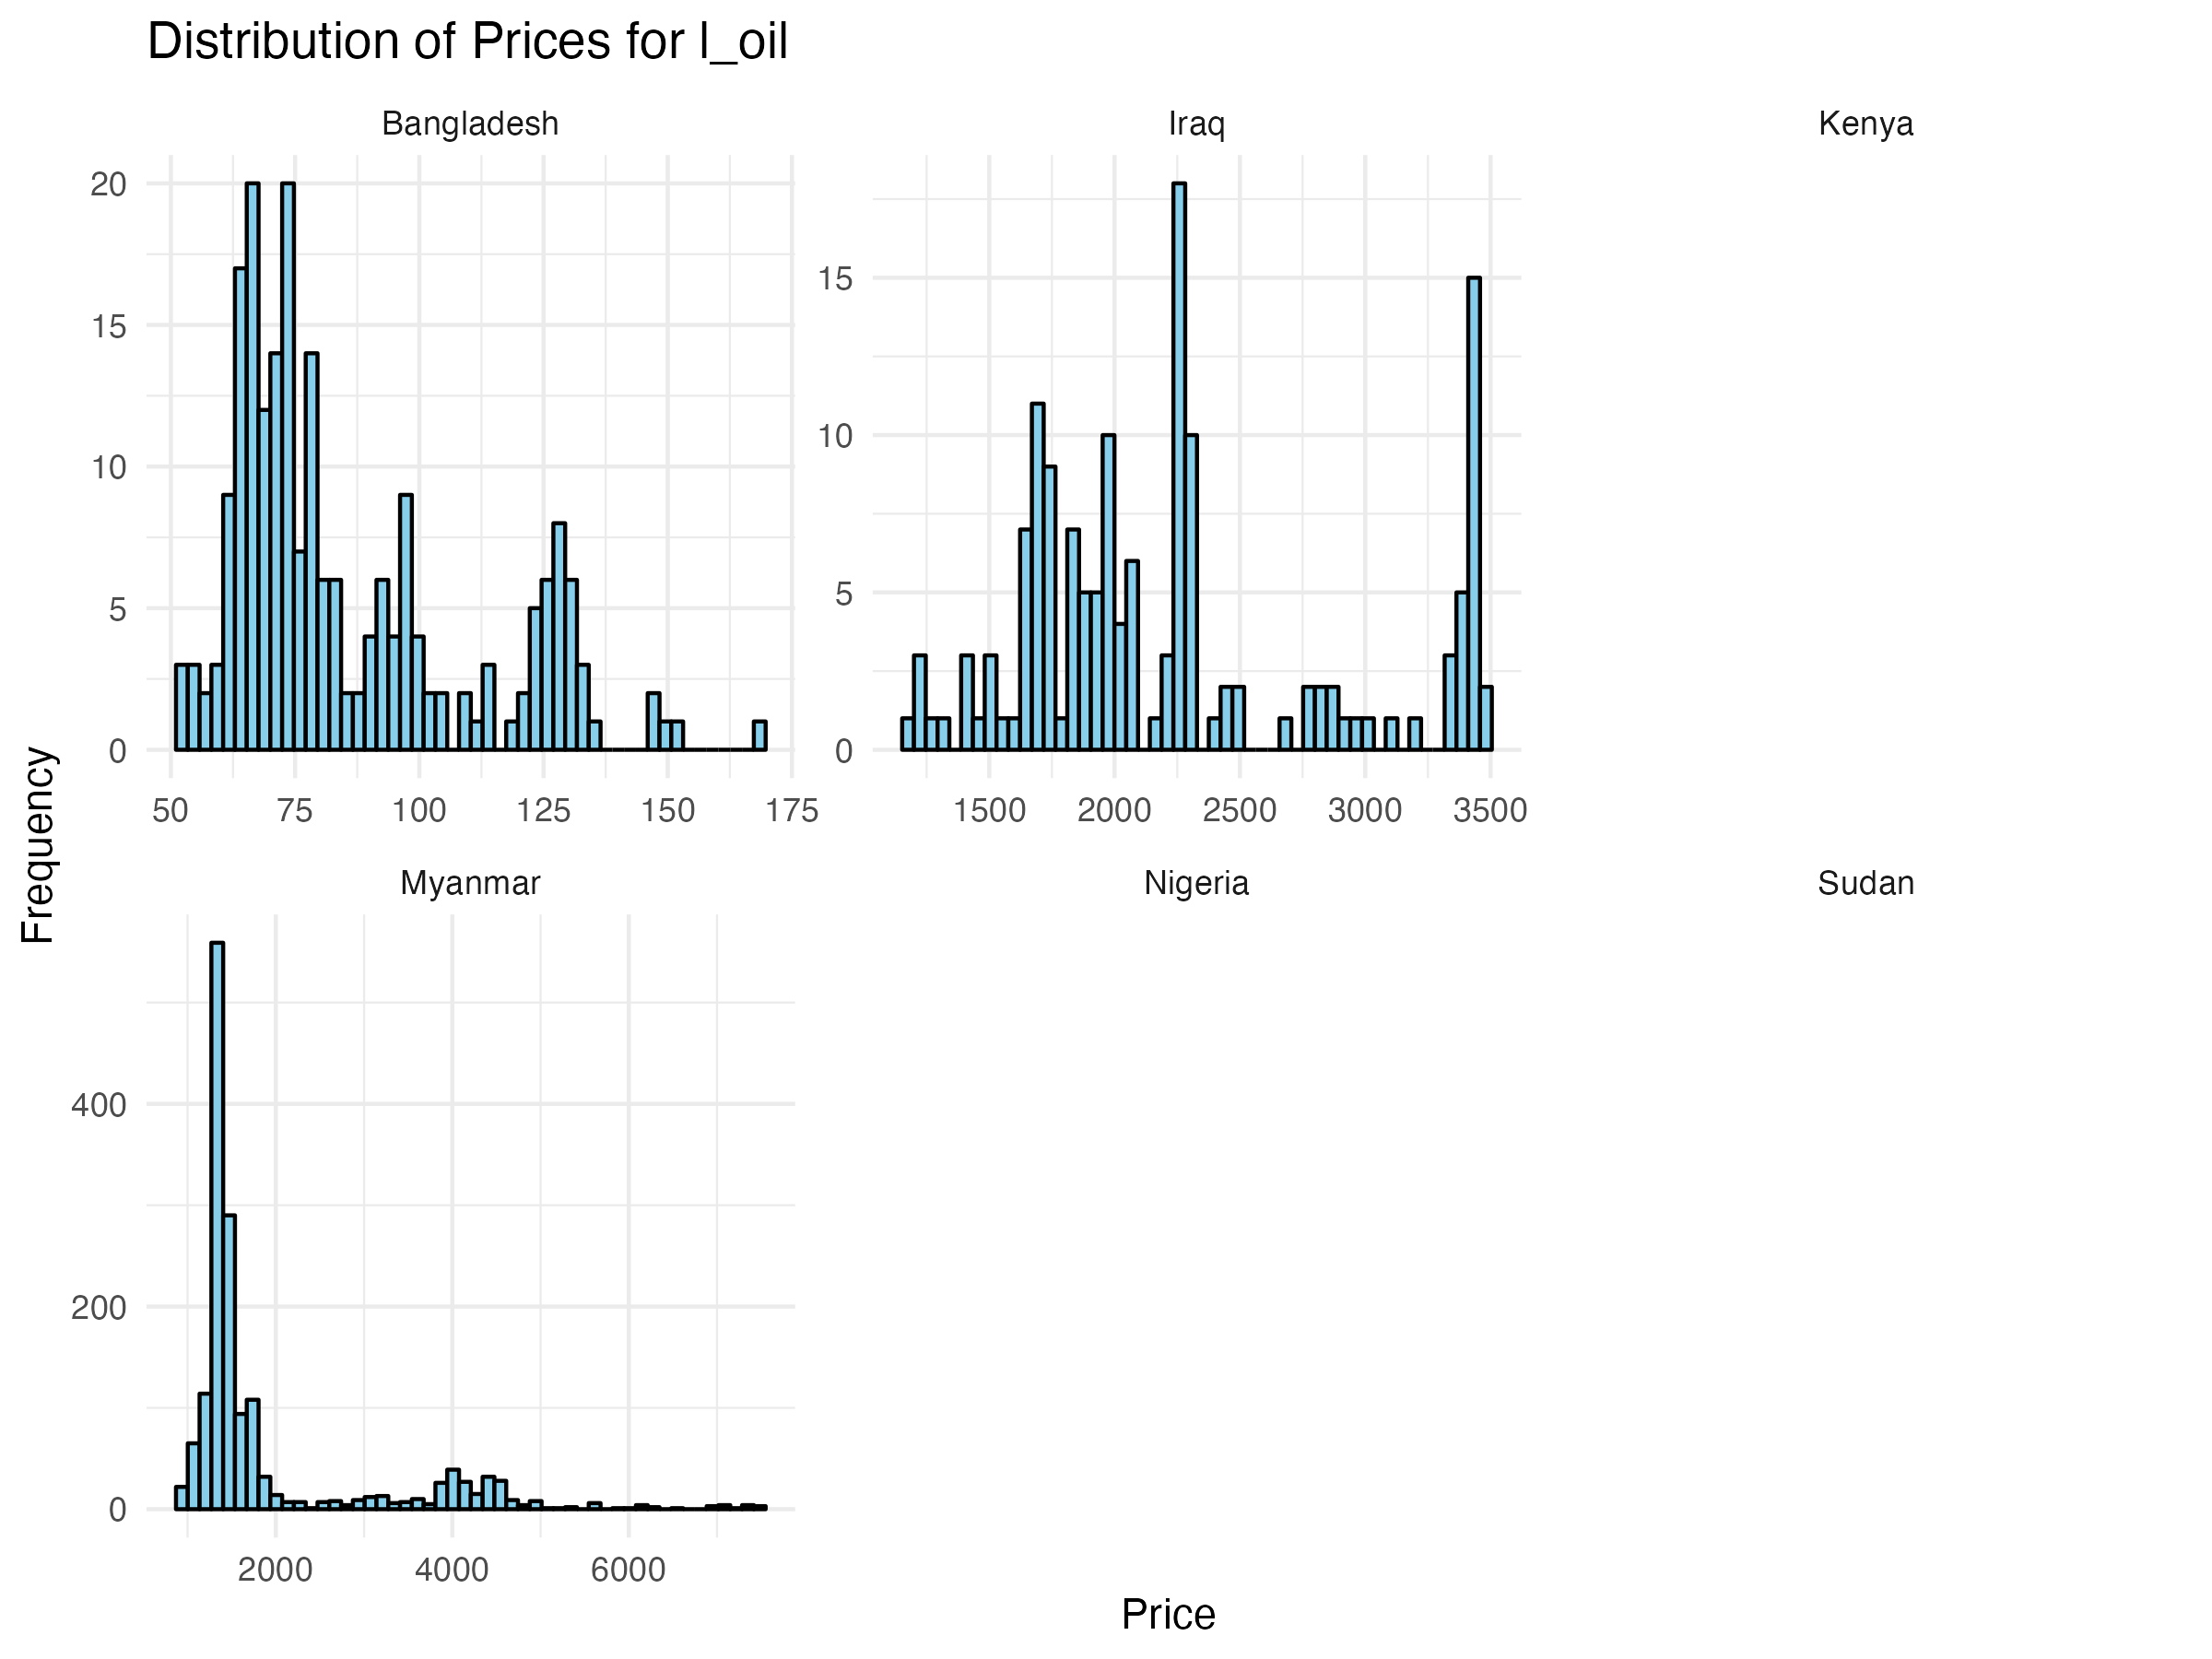 Distribution of Prices for l_oil
Bangladesh
Iraq
Kenya
20
15
10
5
0
50 75 100 125 150 175
15
10
5
0
1500 2000 2500 3000 3500
Myanmar
Nigeria
Sudan
400
200
0
2000 4000 6000
Frequency
Price